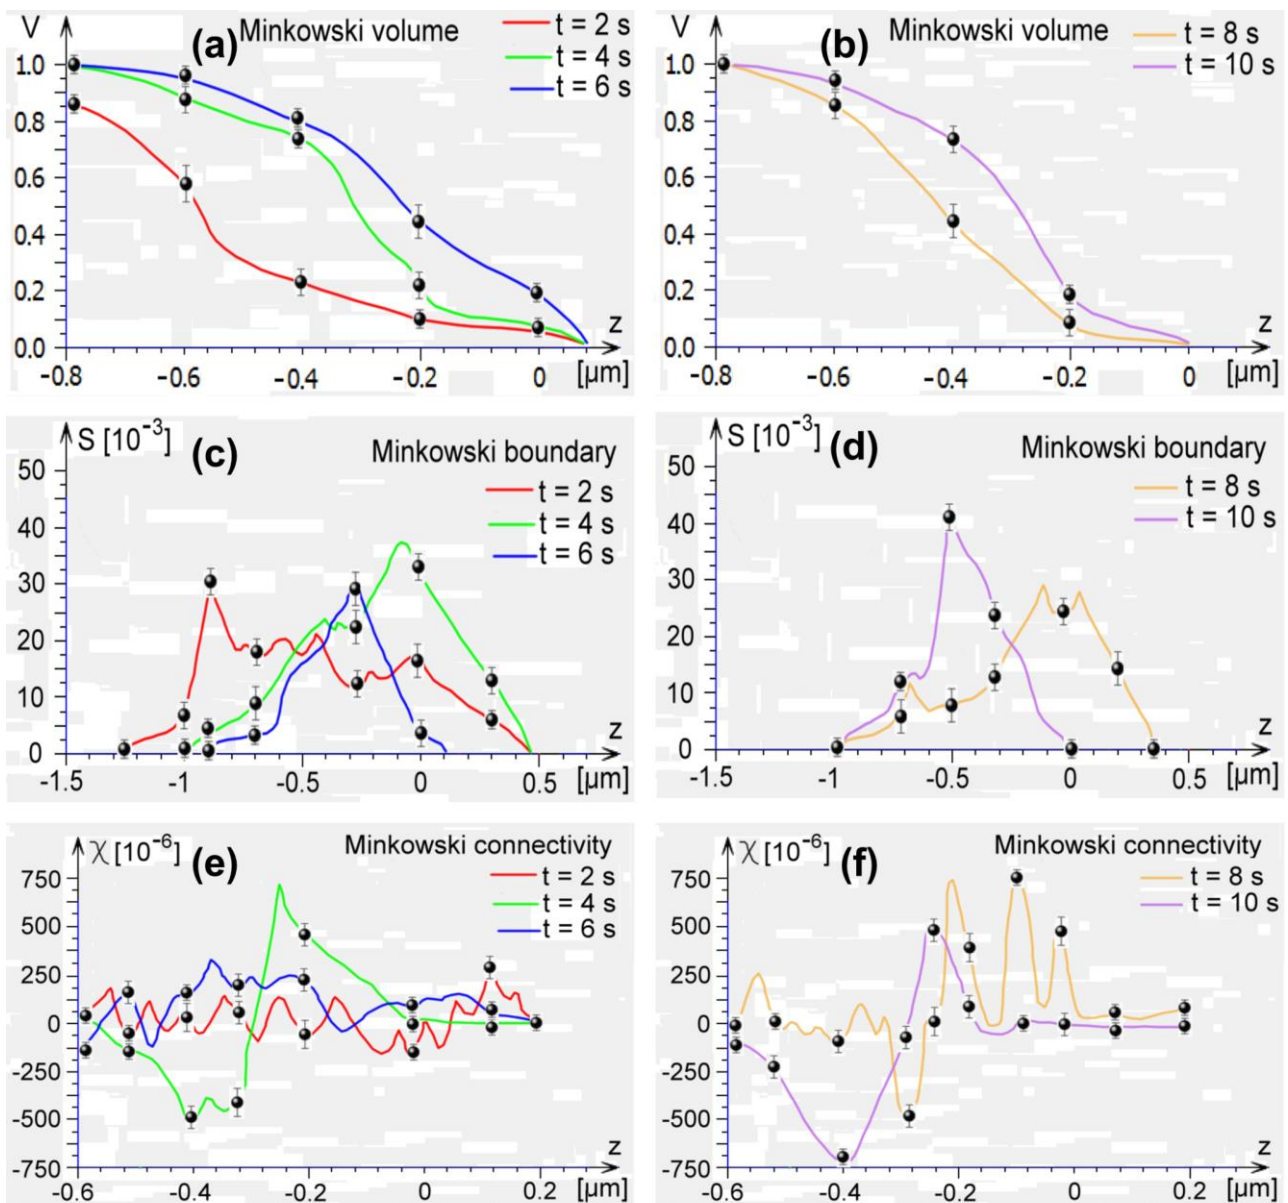 V (a) Minkowski volume
t = 2 s
t = 4 s
t = 6 s
1.0
0.8
0.6
0.4
0.2
0.0
z
-0.8 -0.6 -0.4 -0.2 0 [µm]
V (b) Minkowski volume
t = 8 s
t = 10 s
1.0
0.8
0.6
0.4
0.2
0.0
z
-0.8 -0.6 -0.4 -0.2 0 [µm]
S [10⁻³] (c) Minkowski boundary
t = 2 s
t = 4 s
t = 6 s
50
40
30
20
10
0
z
-1.5 -1 -0.5 0 0.5 [µm]
S [10⁻³] (d) Minkowski boundary
t = 8 s
t = 10 s
50
40
30
20
10
0
z
-1.5 -1 -0.5 0 0.5 [µm]
χ [10⁻⁶] (e) Minkowski connectivity
t = 2 s
t = 4 s
t = 6 s
750
500
250
0
-250
-500
-750
z
-0.6 -0.4 -0.2 0 0.2 [µm]
χ [10⁻⁶] (f) Minkowski connectivity
t = 8 s
t = 10 s
750
500
250
0
-250
-500
-750
z
-0.6 -0.4 -0.2 0 0.2 [µm]